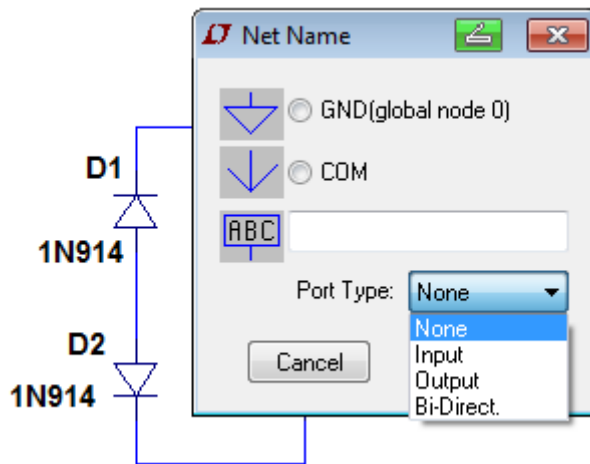 Net Name
GND(global node 0)
COM
ABC
Port Type: None
None
Input
Output
Bi-Direct.
Cancel
D1
1N914
D2
1N914